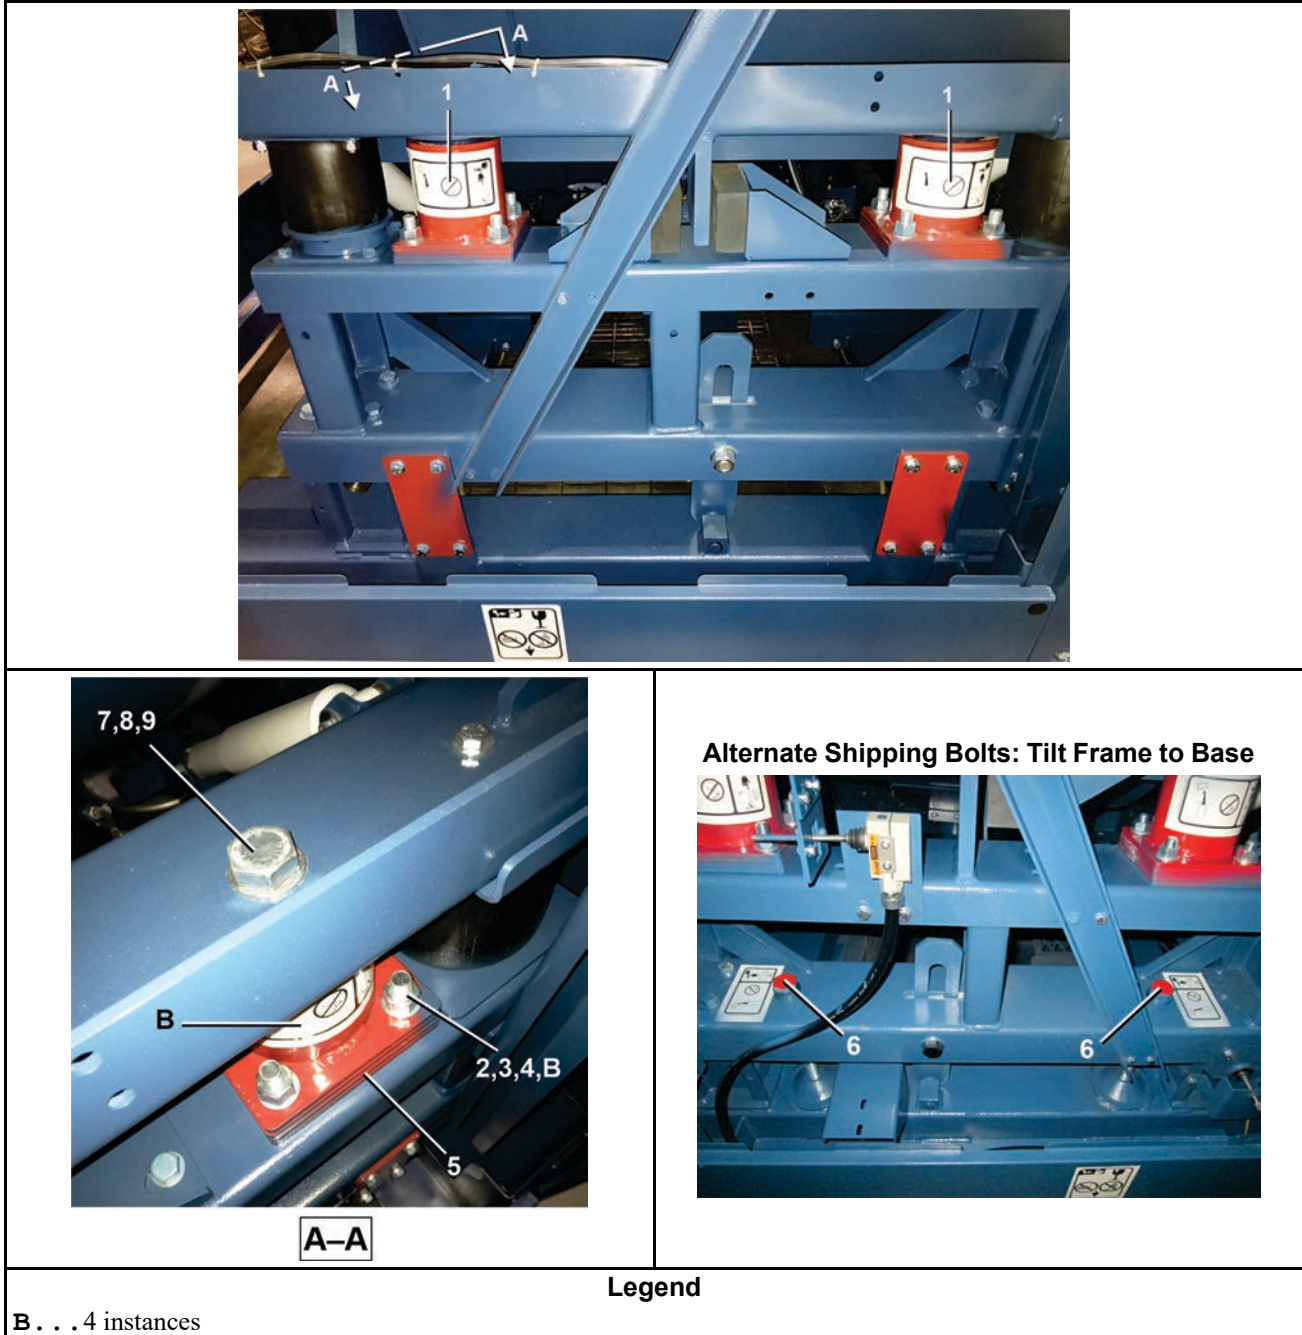 A
A
1
1
7,8,9
B
2,3,4,B
5
A–A
Alternate Shipping Bolts: Tilt Frame to Base
6
6
Legend
B...4 instances